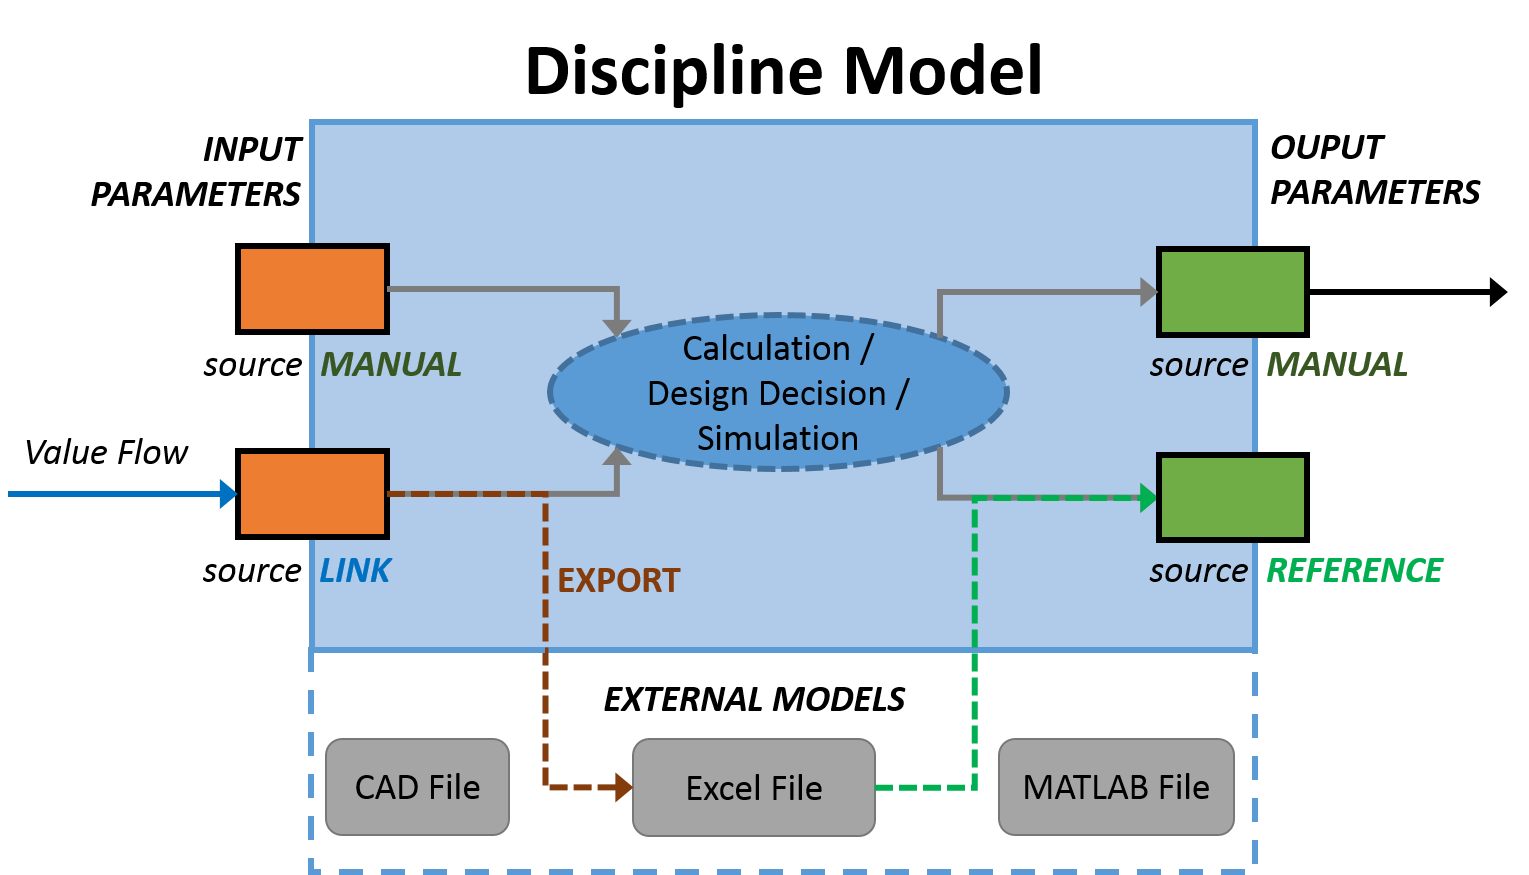 Discipline Model
INPUT
PARAMETERS
OUPUT
PARAMETERS
source MANUAL
Calculation /
Design Decision /
Simulation
source MANUAL
Value Flow
source LINK
EXPORT
source REFERENCE
EXTERNAL MODELS
CAD File
Excel File
MATLAB File